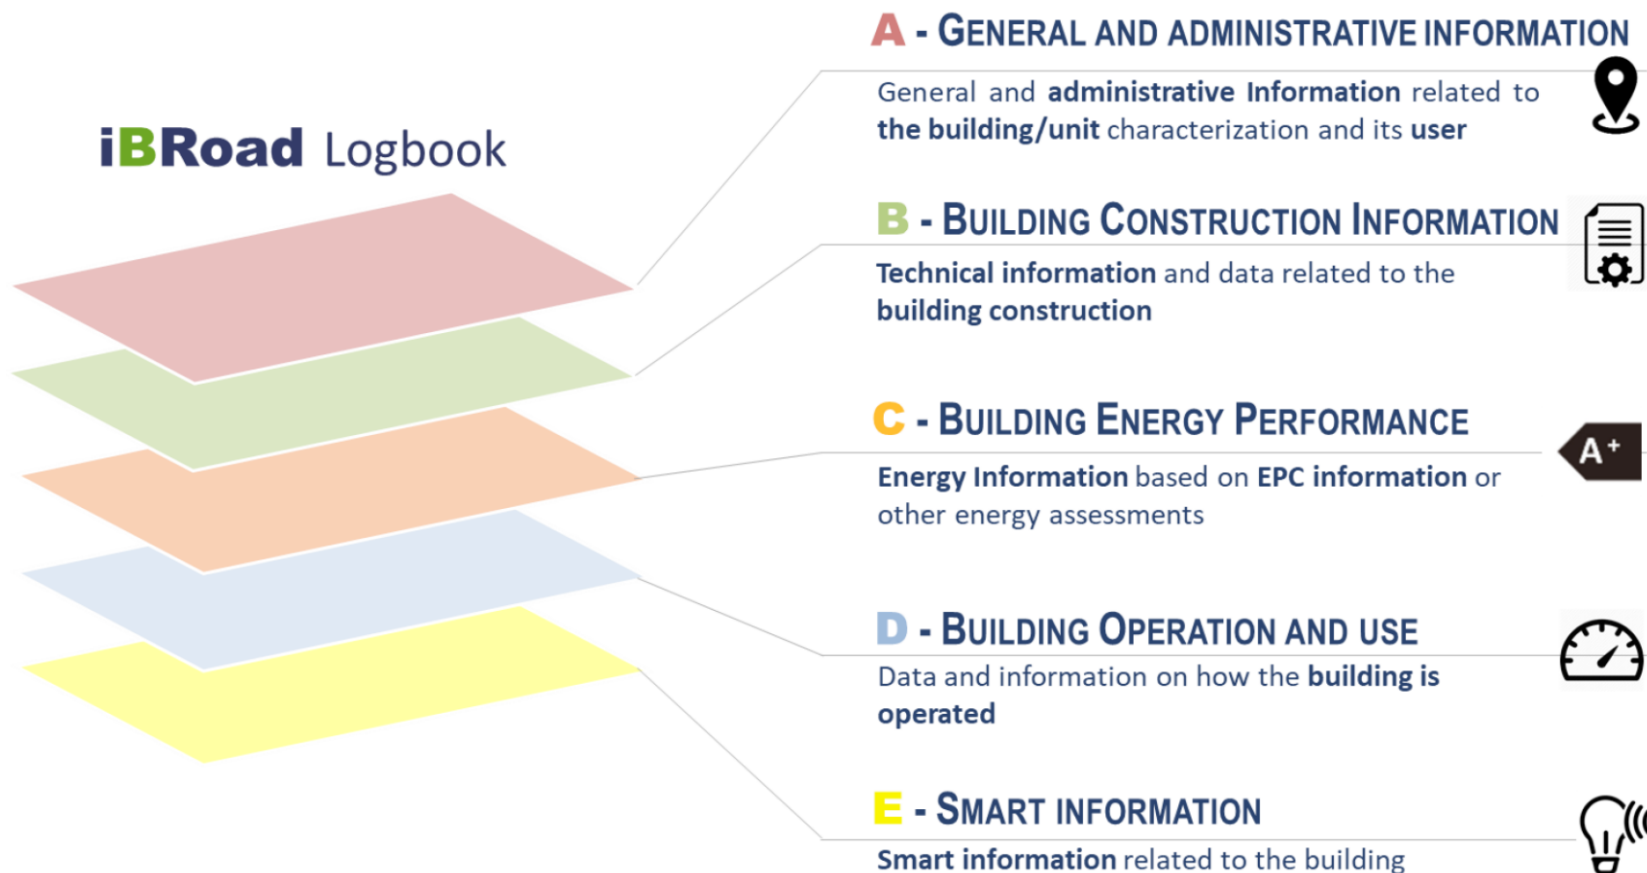 iBRoad Logbook
A - GENERAL AND ADMINISTRATIVE INFORMATION
General and administrative Information related to
the building/unit characterization and its user
B - BUILDING CONSTRUCTION INFORMATION
Technical information and data related to the
building construction
C - BUILDING ENERGY PERFORMANCE
A+
Energy Information based on EPC information or
other energy assessments
D - BUILDING OPERATION AND USE
Data and information on how the building is
operated
E - SMART INFORMATION
Smart information related to the building